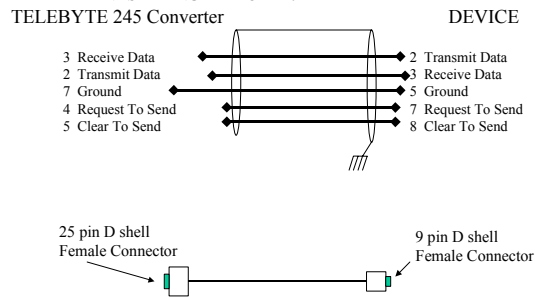 TELEBYTE 245 Converter DEVICE
3 Receive Data 2 Transmit Data
2 Transmit Data 3 Receive Data
7 Ground 5 Ground
4 Request To Send 7 Request To Send
5 Clear To Send 8 Clear To Send
25 pin D shell
Female Connector
9 pin D shell
Female Connector